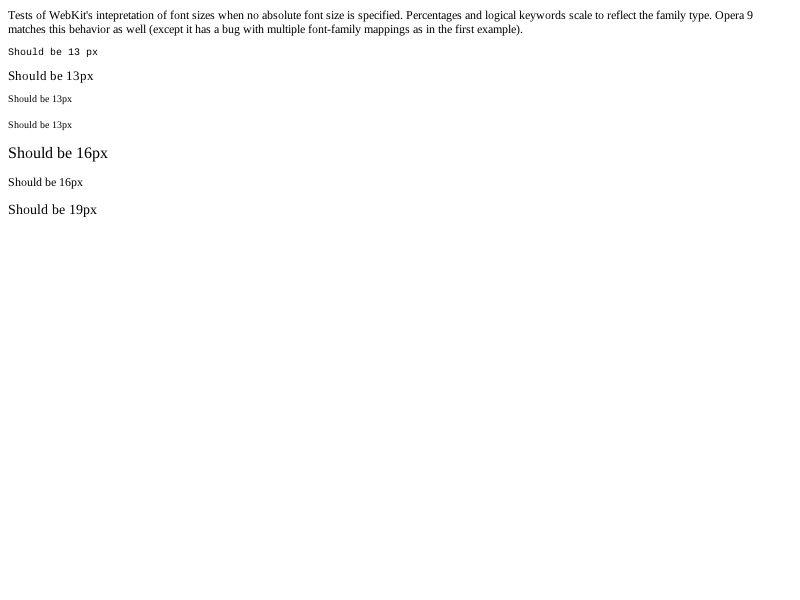 Tests of WebKit's intepretation of font sizes when no absolute font size is specified. Percentages and logical keywords scale to reflect the family type. Opera 9
matches this behavior as well (except it has a bug with multiple font-family mappings as in the first example).
Should be 13 px
Should be 13px
Should be 13px
Should be 13px
Should be 16px
Should be 16px
Should be 19px